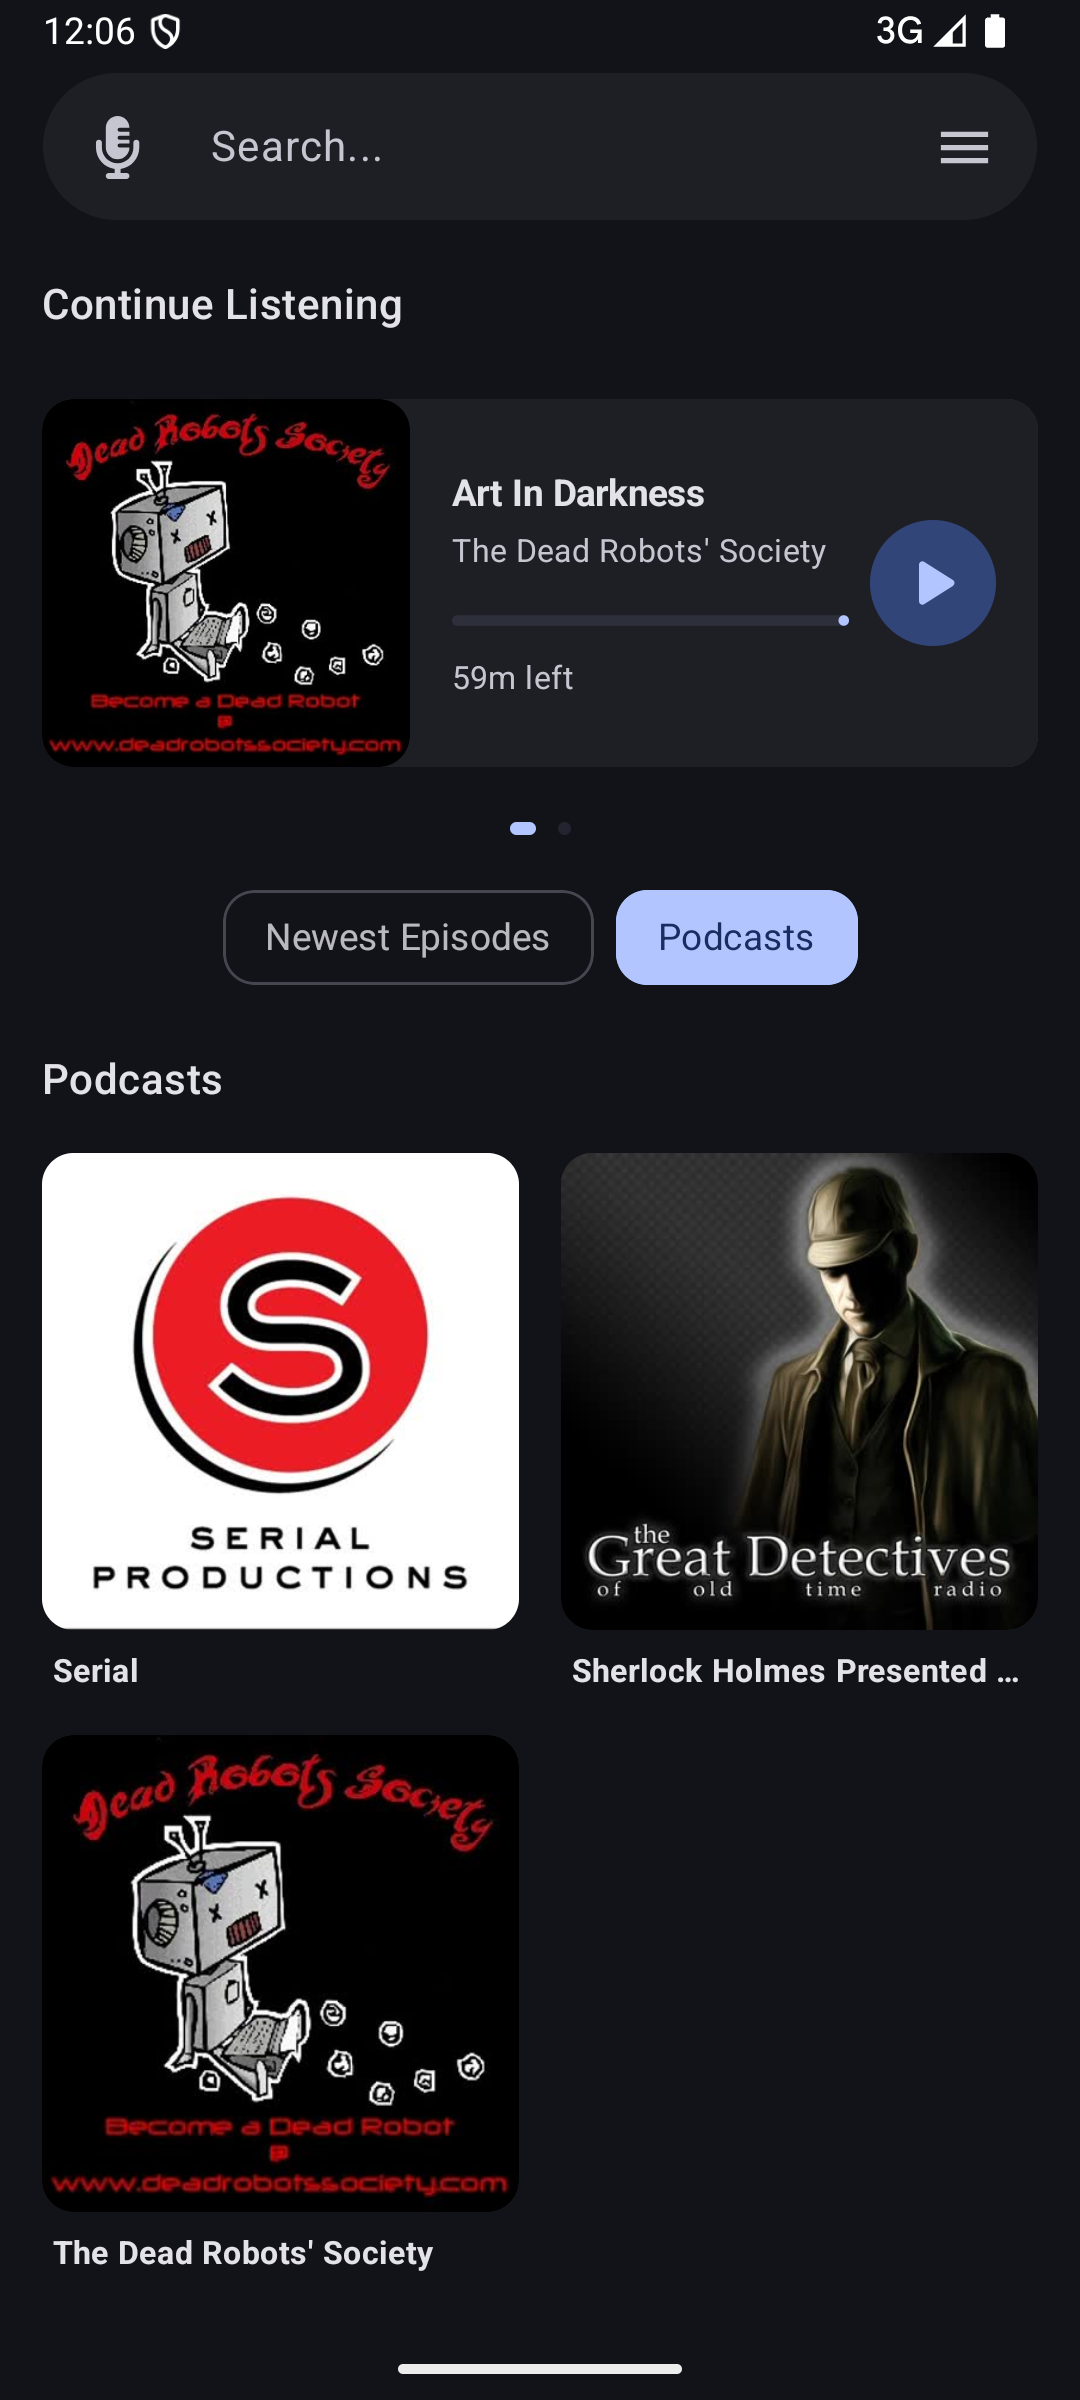 12:06
3G
Search...
Continue Listening
Dead Robots Society
Become a Dead Robot
@
www.deadrobotssociety.com
Art In Darkness
The Dead Robots' Society
59m left
Newest Episodes
Podcasts
Podcasts
S
SERIAL
PRODUCTIONS
Serial
the
Great Detectives
of old time radio
Sherlock Holmes Presented ...
Dead Robots Society
Become a Dead Robot
@
www.deadrobotssociety.com
The Dead Robots' Society